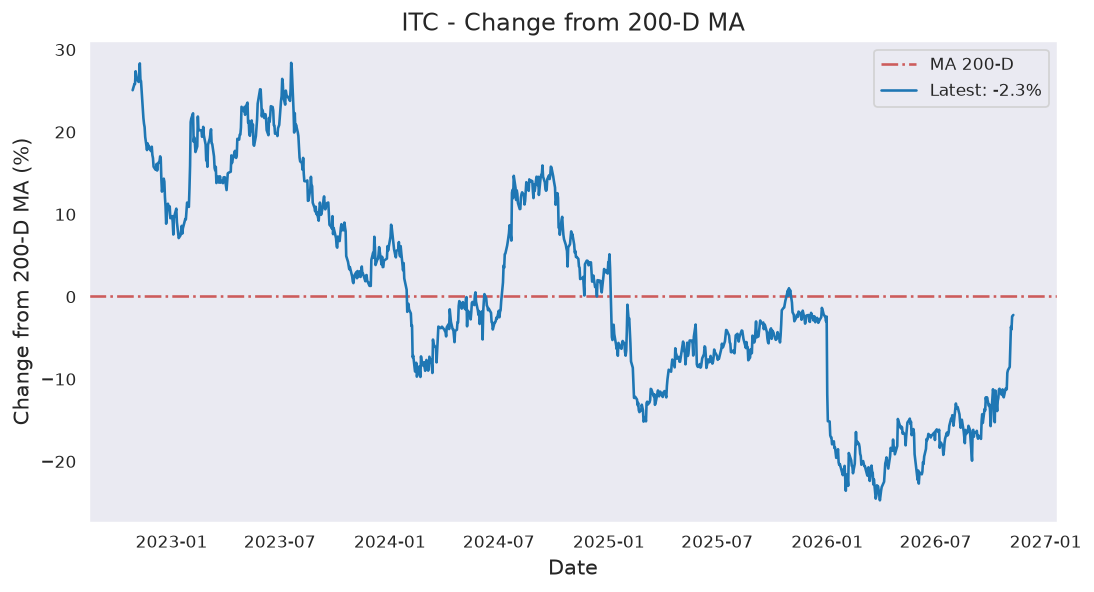 ITC - Change from 200-D MA
MA 200-D
Latest: -2.3%
Change from 200-D MA (%)
30
20
10
0
−10
−20
2023-01 2023-07 2024-01 2024-07 2025-01 2025-07 2026-01 2026-07 2027-01
Date